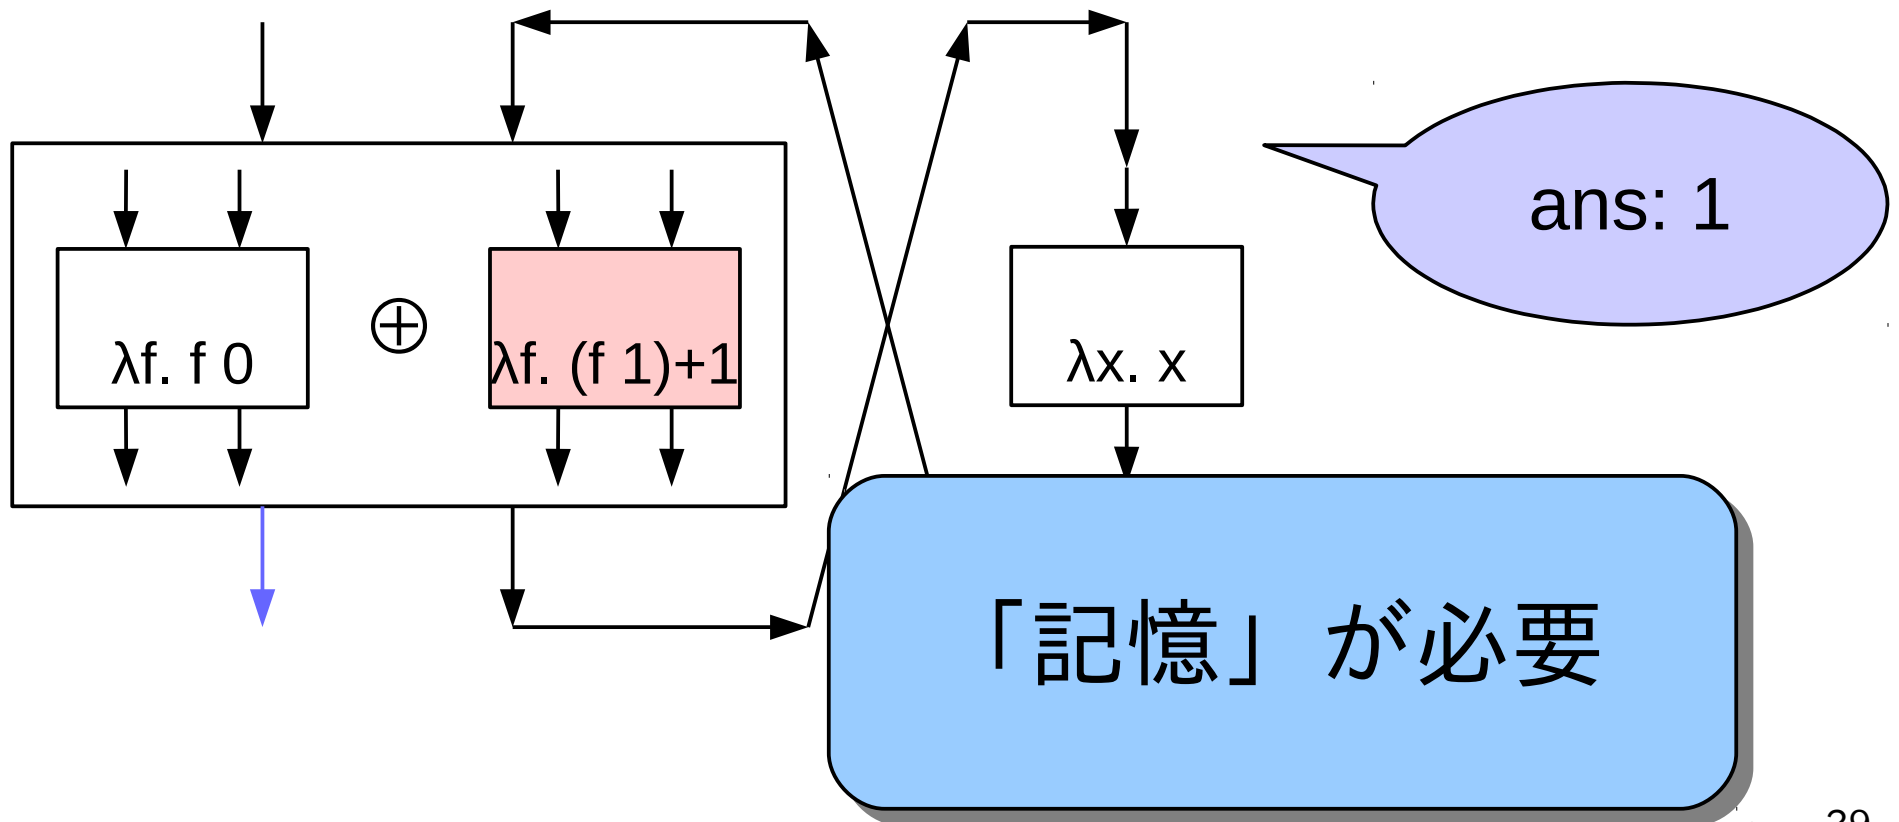 λf. f 0
⊕
λf. (f 1)+1
λx. x
ans: 1
「記憶」が必要